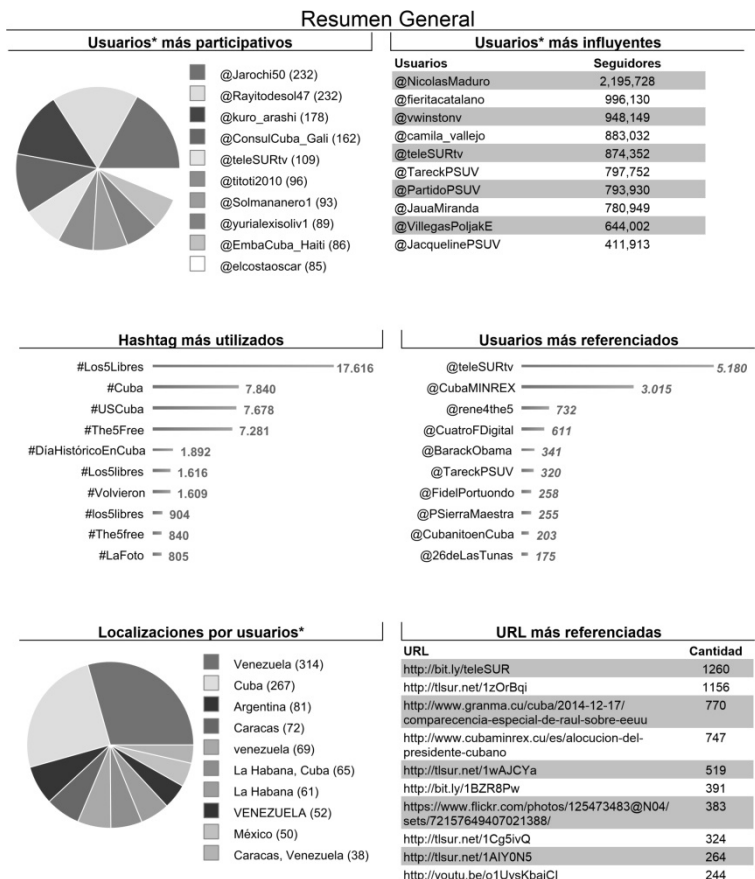 Resumen General
Usuarios* más participativos
@Jarochi50 (232)
@Rayitodesol47 (232)
@kuro_arashi (178)
@ConsulCuba_Gali (162)
@teleSURtv (109)
@titoti2010 (96)
@Solmananero1 (93)
@yurialexisoliv1 (89)
@EmbaCuba_Haiti (86)
@elcostaoscar (85)
Usuarios* más influyentes
Usuarios Seguidores
@NicolasMaduro 2,195,728
@fieritacatalano 996,130
@vwinstonv 948,149
@camila_vallejo 883,032
@teleSURtv 874,352
@TareckPSUV 797,752
@PartidoPSUV 793,930
@JauaMiranda 780,949
@VillegasPoljakE 644,002
@JacquelinePSUV 411,913
Hashtag más utilizados
#Los5Libres 17.616
#Cuba 7.840
#USCuba 7.678
#The5Free 7.281
#DíaHistóricoEnCuba 1.892
#Los5libres 1.616
#Volvieron 1.609
#los5libres 904
#The5free 840
#LaFoto 805
Usuarios más referenciados
@teleSURtv 5.180
@CubaMINREX 3.015
@rene4the5 732
@CuatroFDigital 611
@BarackObama 341
@TareckPSUV 320
@FidelPortuondo 258
@PSierraMaestra 255
@CubanitoenCuba 203
@26deLasTunas 175
Localizaciones por usuarios*
Venezuela (314)
Cuba (267)
Argentina (81)
Caracas (72)
venezuela (69)
La Habana, Cuba (65)
La Habana (61)
VENEZUELA (52)
México (50)
Caracas, Venezuela (38)
URL más referenciadas
URL Cantidad
http://bit.ly/teleSUR 1260
http://tlsur.net/1zOrBqi 1156
http://www.granma.cu/cuba/2014-12-17/ 770
comparecencia-especial-de-raul-sobre-eeuu
http://www.cubaminrex.cu/es/alocucion-del- 747
presidente-cubano
http://tlsur.net/1wAJCYa 519
http://bit.ly/1BZR8Pw 391
https://www.flickr.com/photos/125473483@N04/ 383
sets/72157649407021388/
http://tlsur.net/1Cg5ivQ 324
http://tlsur.net/1AlY0N5 264
http://youtu.be/o1UysKbaiCI 244